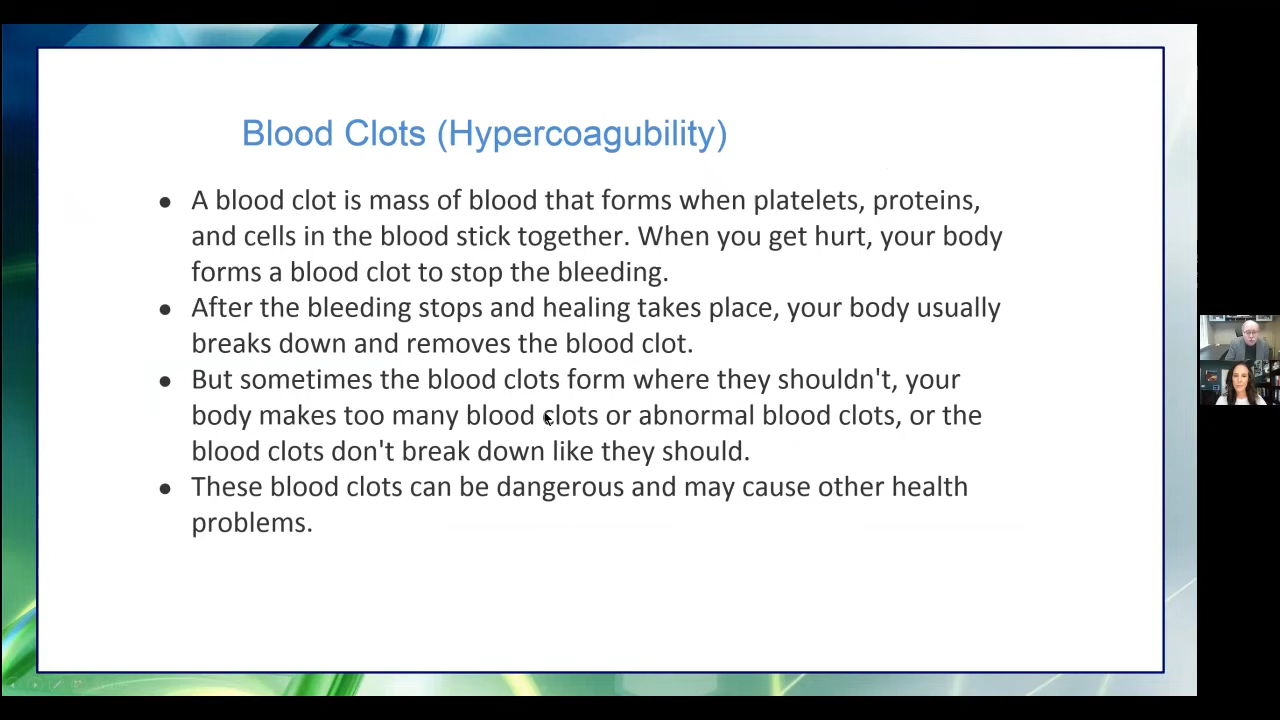 Blood Clots (Hypercoagubility)
● A blood clot is mass of blood that forms when platelets, proteins,
and cells in the blood stick together. When you get hurt, your body
forms a blood clot to stop the bleeding.
● After the bleeding stops and healing takes place, your body usually
breaks down and removes the blood clot.
● But sometimes the blood clots form where they shouldn't, your
body makes too many blood clots or abnormal blood clots, or the
blood clots don't break down like they should.
● These blood clots can be dangerous and may cause other health
problems.